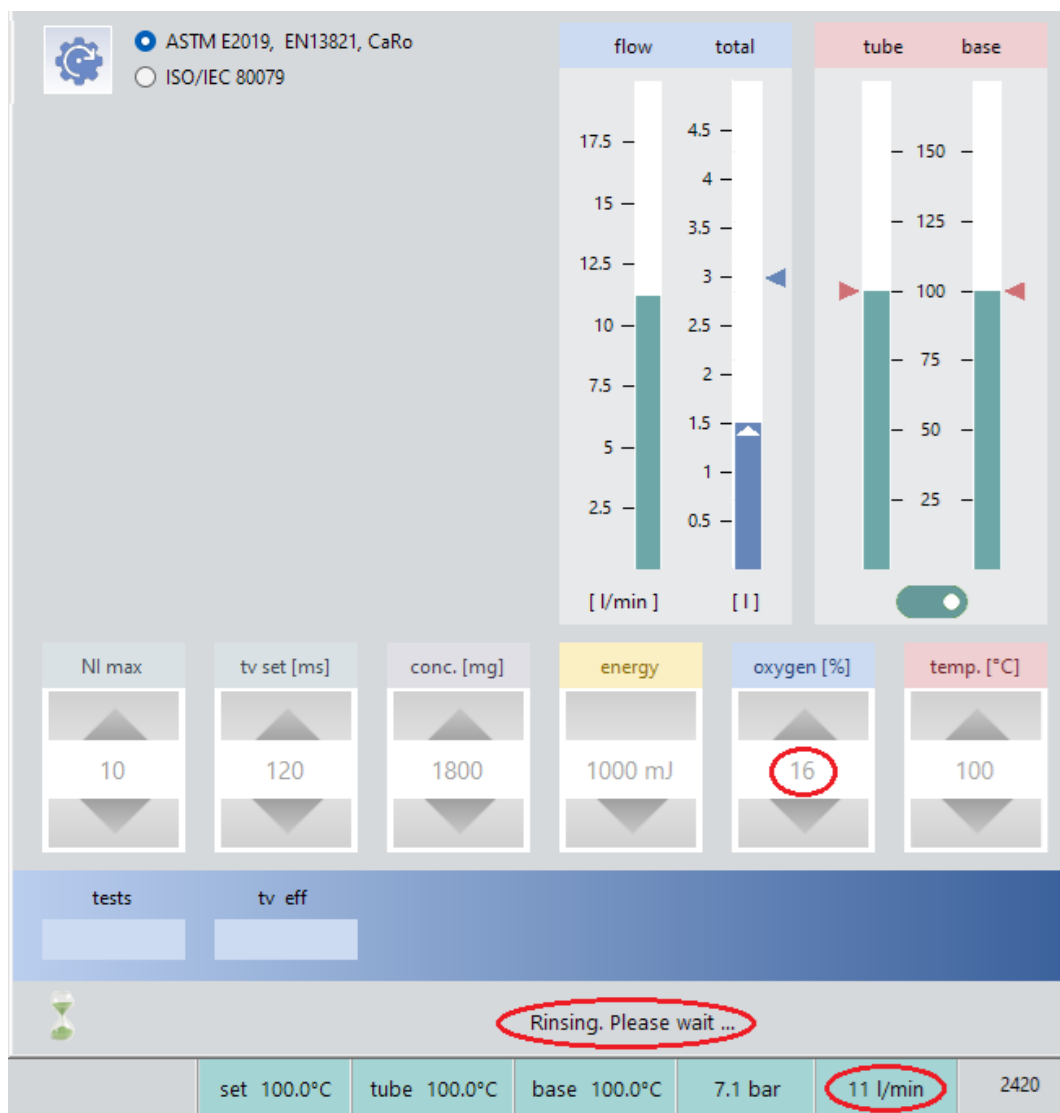 ASTM E2019, EN13821, CaRo
ISO/IEC 80079
flow total
tube base
17.5
15
12.5
10
7.5
5
2.5
4.5
4
3.5
3
2.5
2
1.5
1
0.5
150
125
100
75
50
25
[ l/min ] [ l ]
NI max tv set [ms] conc. [mg] energy oxygen [%] temp. [°C]
10 120 1800 1000 mJ 16 100
tests tv eff
Rinsing. Please wait ...
set 100.0°C tube 100.0°C base 100.0°C 7.1 bar 11 l/min 2420